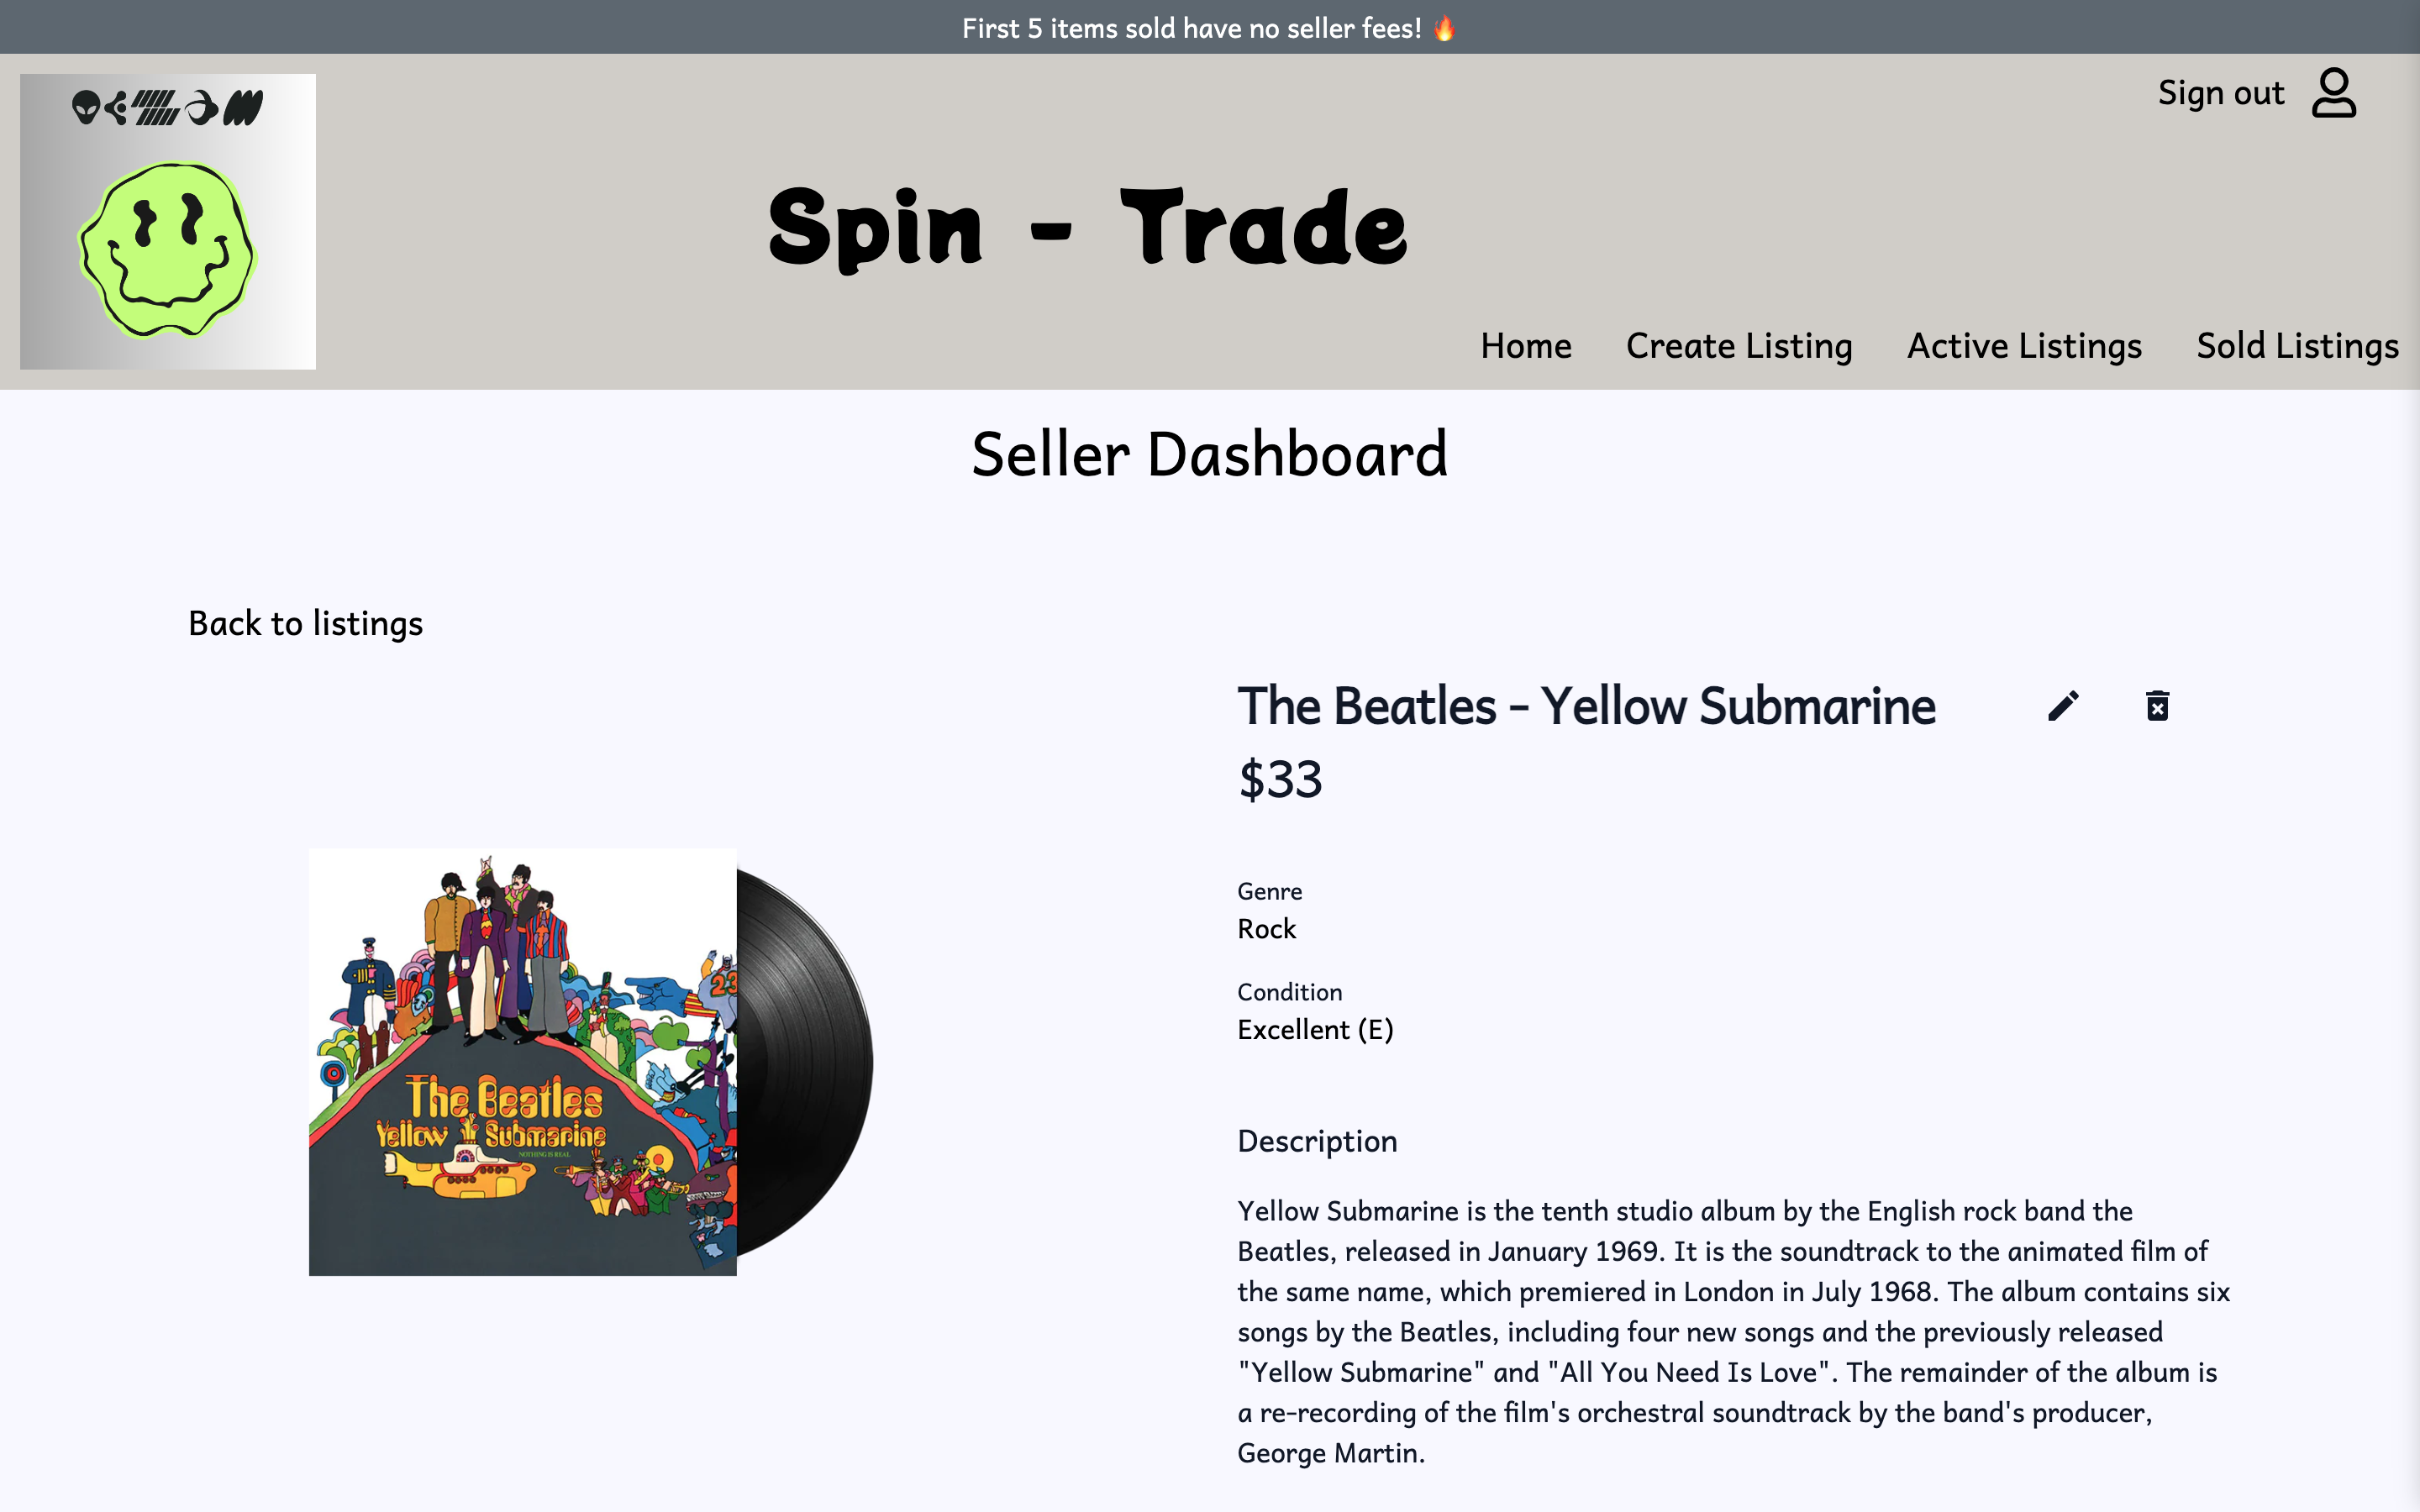 First 5 items sold have no seller fees! 🔥
Sign out
Spin - Trade
Home Create Listing Active Listings Sold Listings
Seller Dashboard
Back to listings
The Beatles - Yellow Submarine
$33
Genre
Rock
Condition
Excellent (E)
The Beatles
Yellow Submarine
NOTHING IS REAL
Description
Yellow Submarine is the tenth studio album by the English rock band the
Beatles, released in January 1969. It is the soundtrack to the animated film of
the same name, which premiered in London in July 1968. The album contains six
songs by the Beatles, including four new songs and the previously released
"Yellow Submarine" and "All You Need Is Love". The remainder of the album is
a re-recording of the film's orchestral soundtrack by the band's producer,
George Martin.